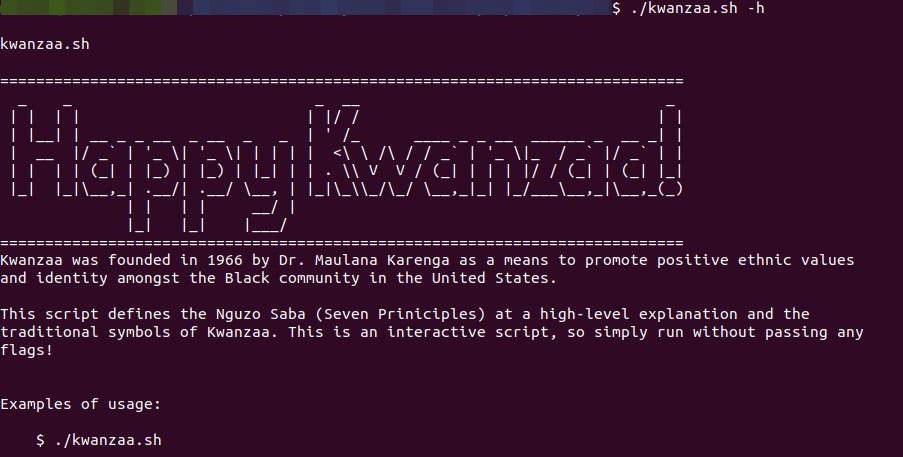 $ ./kwanzaa.sh -h
kwanzaa.sh
Happy Kwanzaa!
Kwanzaa was founded in 1966 by Dr. Maulana Karenga as a means to promote positive ethnic values
and identity amongst the Black community in the United States.
This script defines the Nguzo Saba (Seven Priniciples) at a high-level explanation and the
traditional symbols of Kwanzaa. This is an interactive script, so simply run without passing any
flags!
Examples of usage:
$ ./kwanzaa.sh